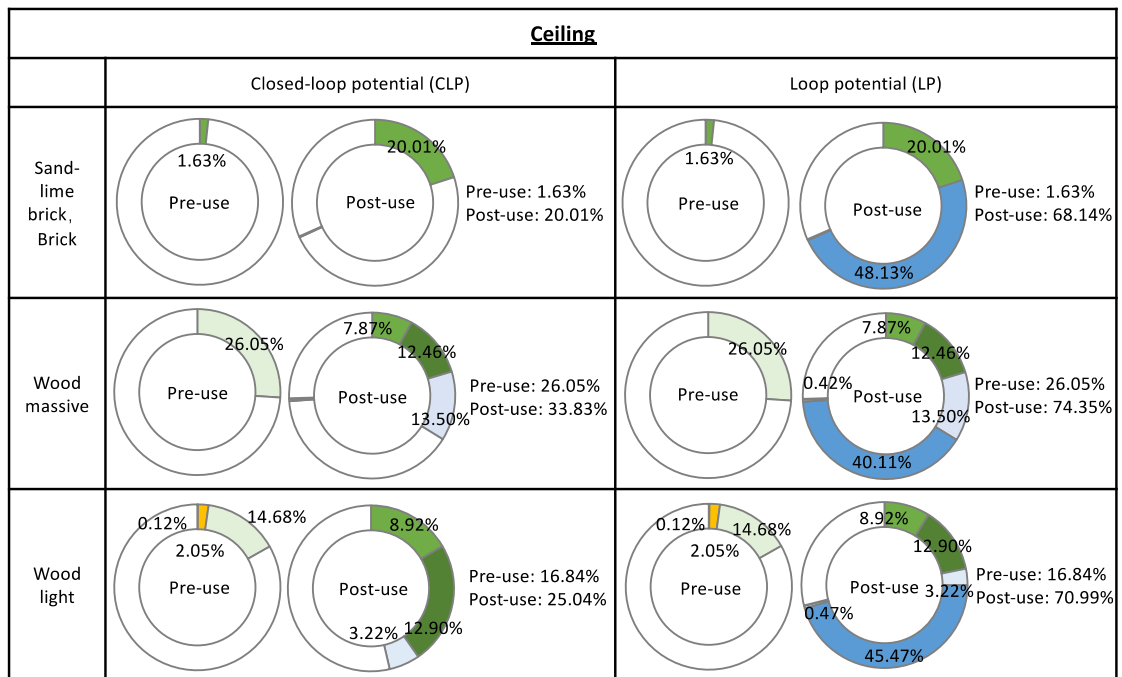 Ceiling
Closed-loop potential (CLP)
Loop potential (LP)
Sand-
lime
brick,
Brick
1.63%
Pre-use
20.01%
Post-use
Pre-use: 1.63%
Post-use: 20.01%
1.63%
Pre-use
20.01%
Post-use
48.13%
Pre-use: 1.63%
Post-use: 68.14%
Wood
massive
26.05%
Pre-use
7.87%
12.46%
Post-use
13.50%
Pre-use: 26.05%
Post-use: 33.83%
26.05%
Pre-use
7.87%
12.46%
0.42%
Post-use
13.50%
40.11%
Pre-use: 26.05%
Post-use: 74.35%
Wood
light
0.12%
14.68%
2.05%
Pre-use
8.92%
Post-use
12.90%
3.22%
Pre-use: 16.84%
Post-use: 25.04%
0.12%
14.68%
2.05%
Pre-use
8.92%
12.90%
Post-use
3.22%
0.47%
45.47%
Pre-use: 16.84%
Post-use: 70.99%